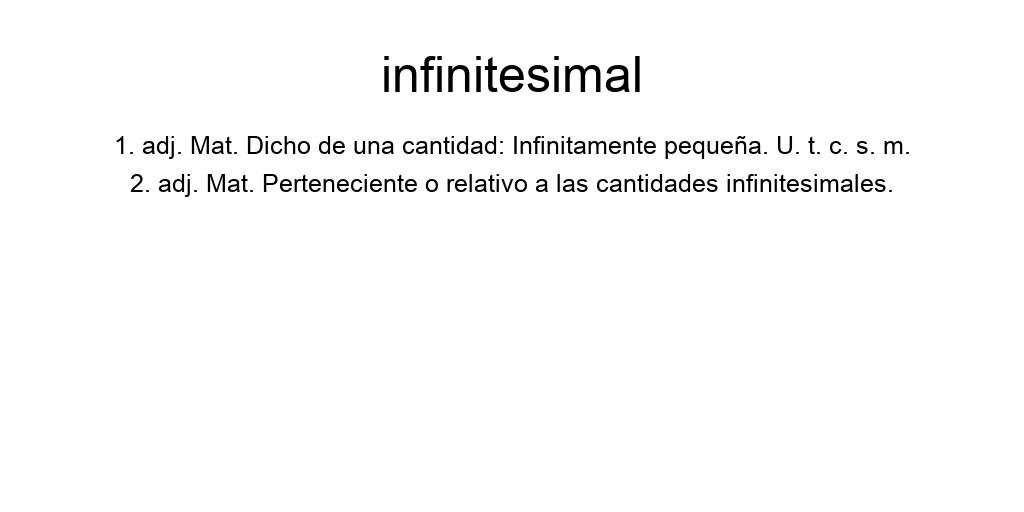 infinitesimal
1. adj. Mat. Dicho de una cantidad: Infinitamente pequeña. U. t. c. s. m.
2. adj. Mat. Perteneciente o relativo a las cantidades infinitesimales.